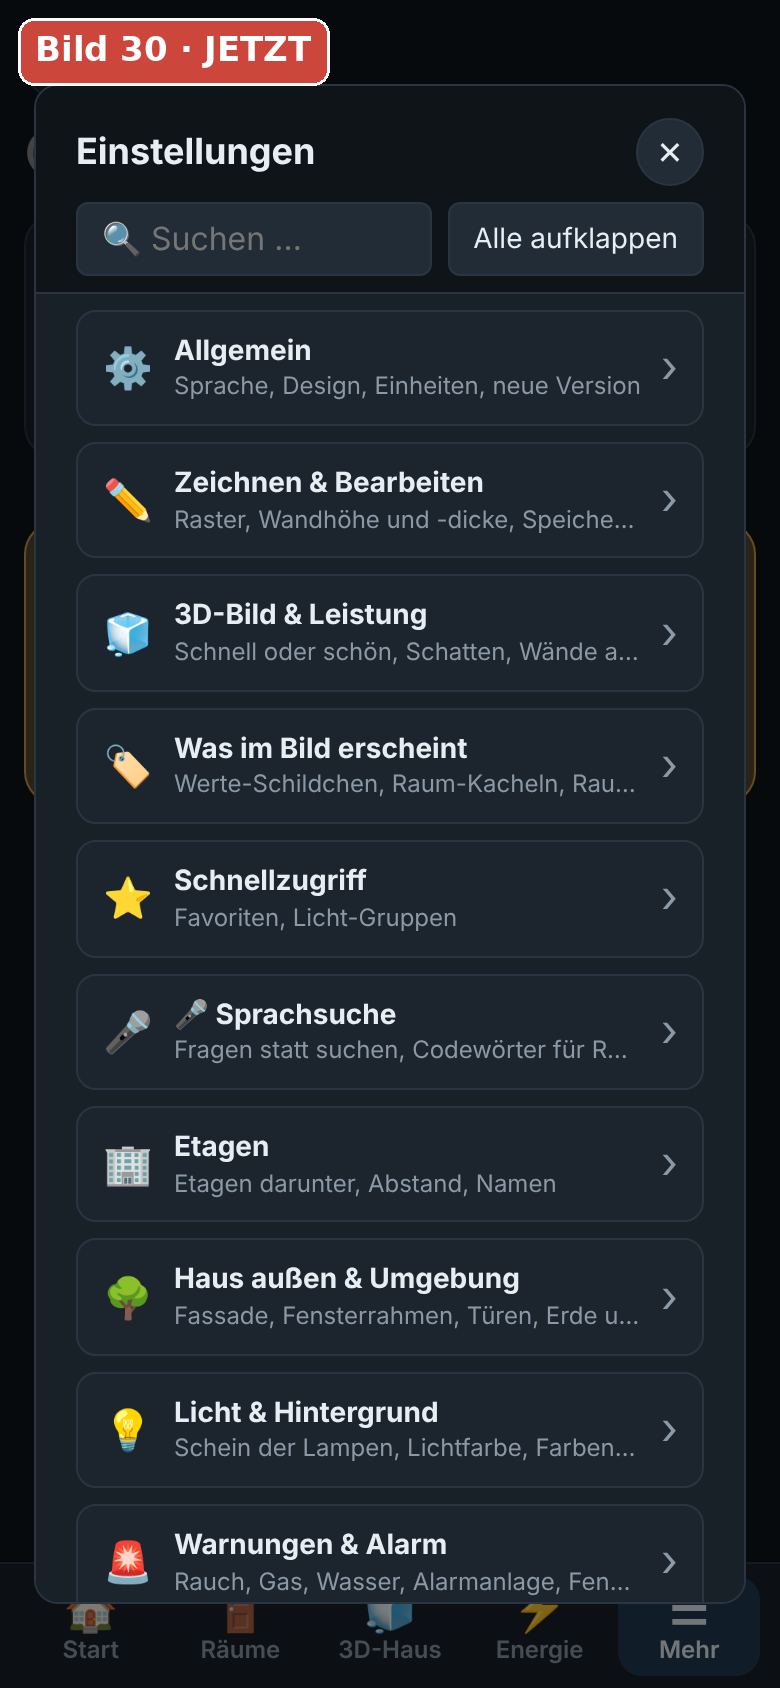 Bild 30 · JETZT
Einstellungen
×
🔍 Suchen ...
Alle aufklappen
Allgemein
Sprache, Design, Einheiten, neue Version
Zeichnen & Bearbeiten
Raster, Wandhöhe und -dicke, Speiche...
3D-Bild & Leistung
Schnell oder schön, Schatten, Wände a...
Was im Bild erscheint
Werte-Schildchen, Raum-Kacheln, Rau...
Schnellzugriff
Favoriten, Licht-Gruppen
🎤 Sprachsuche
Fragen statt suchen, Codewörter für R...
Etagen
Etagen darunter, Abstand, Namen
Haus außen & Umgebung
Fassade, Fensterrahmen, Türen, Erde u...
Licht & Hintergrund
Schein der Lampen, Lichtfarbe, Farben...
Warnungen & Alarm
Rauch, Gas, Wasser, Alarmanlage, Fen...
Start
Räume
3D-Haus
Energie
Mehr